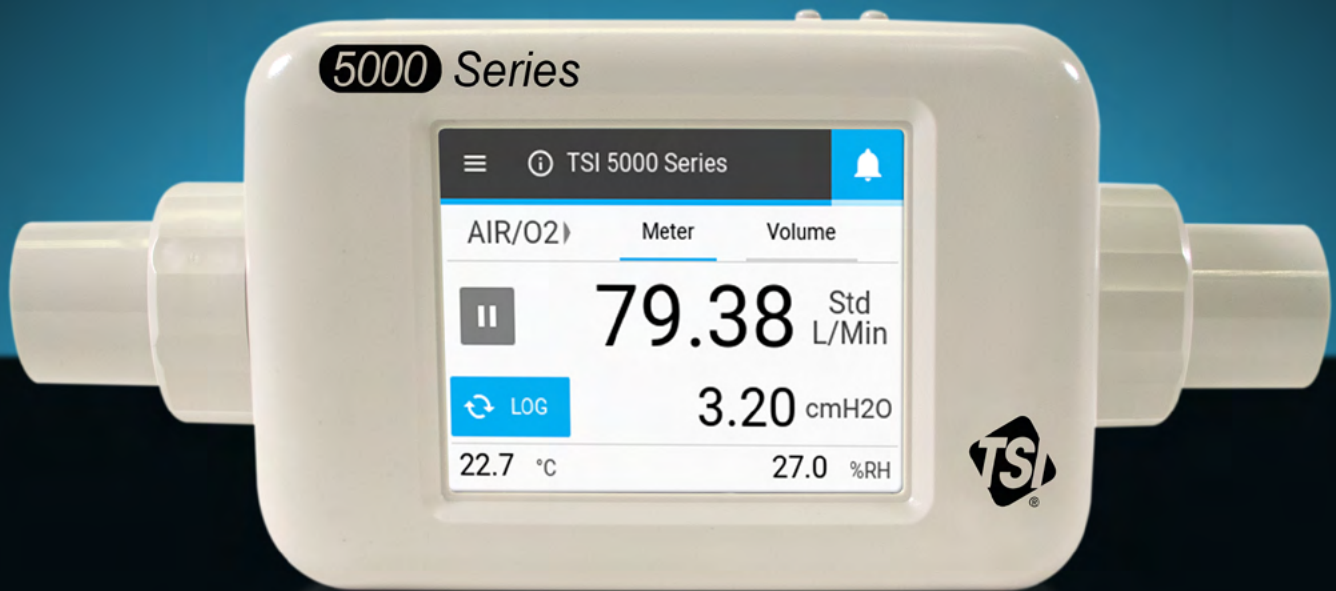 5000 Series
TSI 5000 Series
AIR/O2
Meter
Volume
79.38 Std L/Min
LOG
3.20 cmH2O
22.7 °C
27.0 %RH
TSI
®